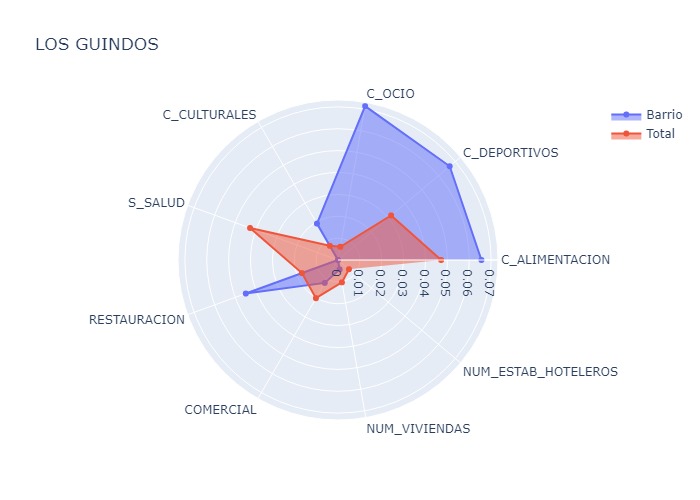 LOS GUINDOS
C_OCIO
C_CULTURALES
Barrio
Total
C_DEPORTIVOS
S_SALUD
C_ALIMENTACION
0
0.01
0.02
0.03
0.04
0.05
0.06
0.07
RESTAURACION
NUM_ESTAB_HOTELEROS
COMERCIAL
NUM_VIVIENDAS